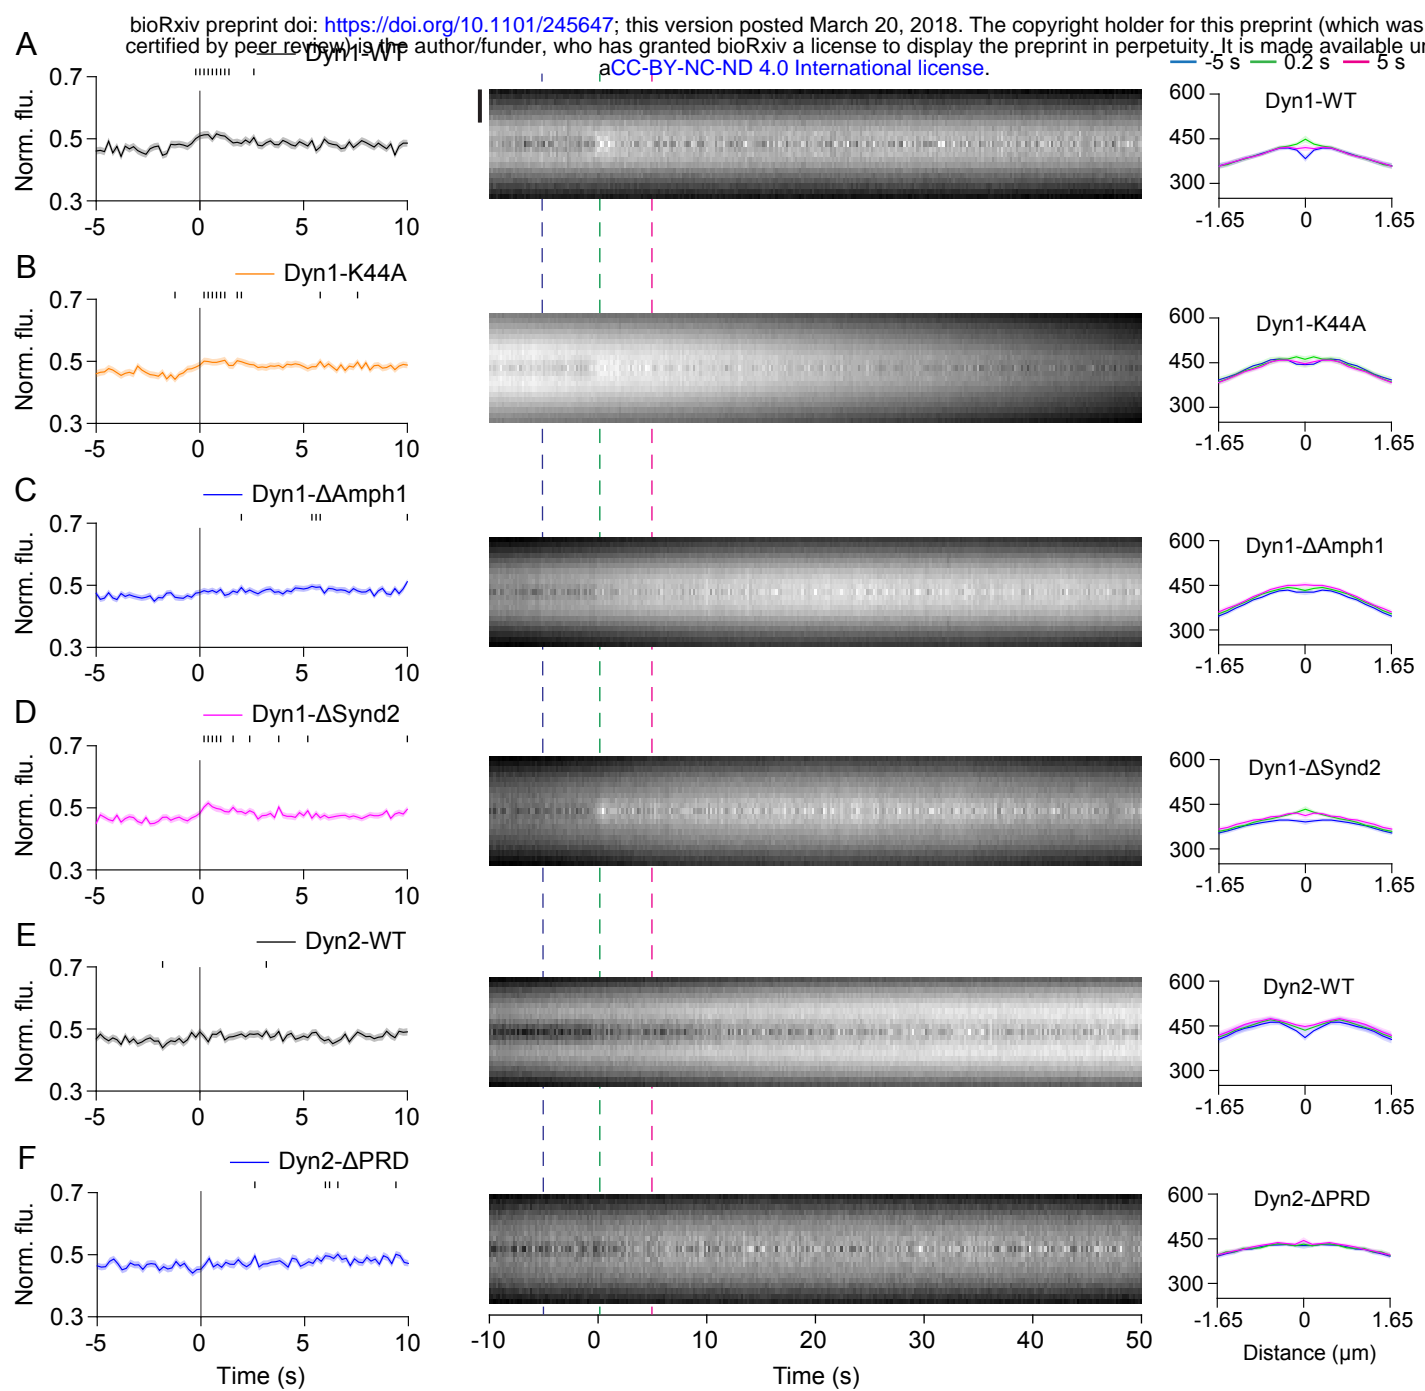 bioRxiv preprint doi: https://doi.org/10.1101/245647; this version posted March 20, 2018. The copyright holder for this preprint (which was
certified by peer review) is the author/funder, who has granted bioRxiv a license to display the preprint in perpetuity. It is made available
aCC-BY-NC-ND 4.0 International license.
A
Dyn1-WT
0.7
0.5
0.3
Norm. flu.
-5 0 5 10
-5 s 0.2 s 5 s
600
450
300
Dyn1-WT
-1.65 0 1.65
B
Dyn1-K44A
0.7
0.5
0.3
Norm. flu.
-5 0 5 10
600
450
300
Dyn1-K44A
-1.65 0 1.65
C
Dyn1-ΔAmph1
0.7
0.5
0.3
Norm. flu.
-5 0 5 10
600
450
300
Dyn1-ΔAmph1
-1.65 0 1.65
D
Dyn1-ΔSynd2
0.7
0.5
0.3
Norm. flu.
-5 0 5 10
600
450
300
Dyn1-ΔSynd2
-1.65 0 1.65
E
Dyn2-WT
0.7
0.5
0.3
Norm. flu.
-5 0 5 10
600
450
300
Dyn2-WT
-1.65 0 1.65
F
Dyn2-ΔPRD
0.7
0.5
0.3
Norm. flu.
-5 0 5 10
Time (s)
-10 0 10 20 30 40 50
Time (s)
600
450
300
Dyn2-ΔPRD
-1.65 0 1.65
Distance (µm)